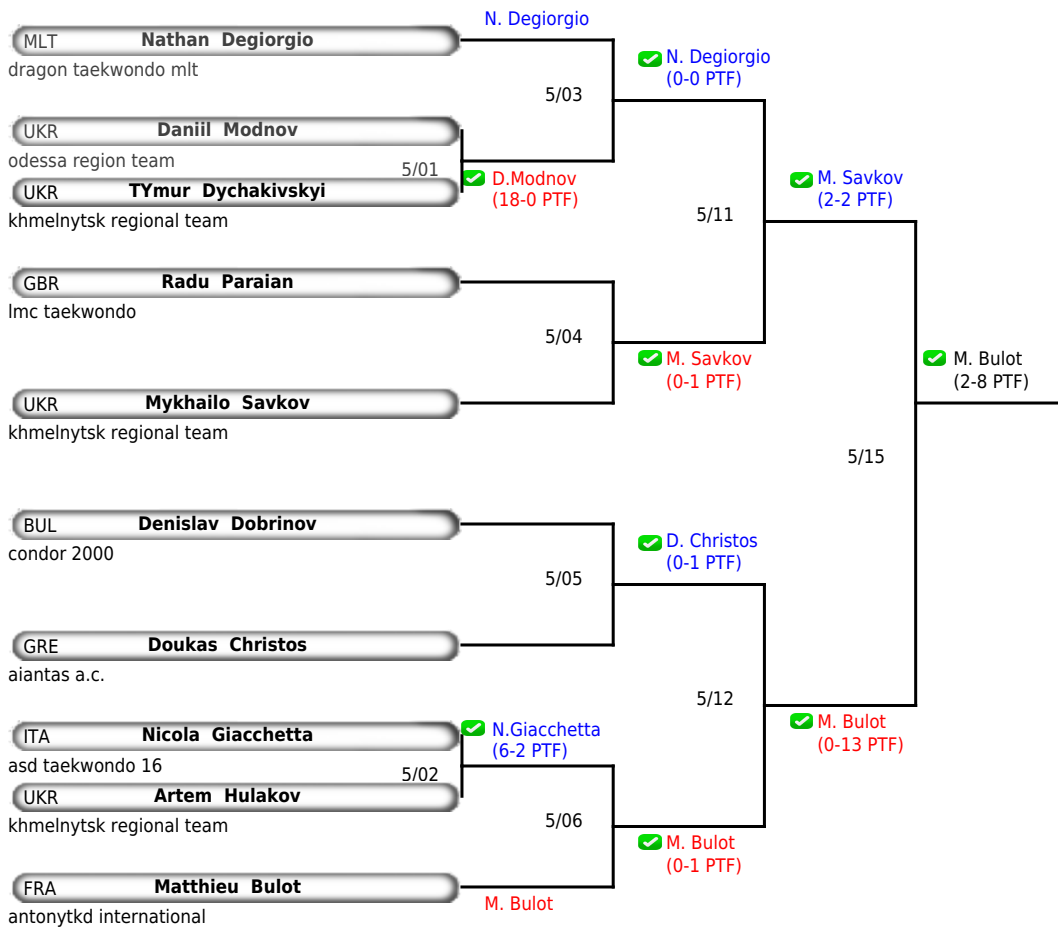 N. Degiorgio
MLT Nathan Degiorgio
dragon taekwondo mlt
N. Degiorgio
(0-0 PTF)
5/03
UKR Daniil Modnov
odessa region team
5/01
D.Modnov
(18-0 PTF)
UKR TYmur Dychakivskyi
khmelnytsk regional team
M. Savkov
(2-2 PTF)
5/11
GBR Radu Paraian
lmc taekwondo
5/04
M. Savkov
(0-1 PTF)
M. Bulot
(2-8 PTF)
UKR Mykhailo Savkov
khmelnytsk regional team
5/15
BUL Denislav Dobrinov
condor 2000
D. Christos
(0-1 PTF)
5/05
GRE Doukas Christos
aiantas a.c.
5/12
M. Bulot
(0-13 PTF)
ITA Nicola Giacchetta
asd taekwondo 16
N.Giacchetta
(6-2 PTF)
5/02
UKR Artem Hulakov
khmelnytsk regional team
5/06
M. Bulot
(0-1 PTF)
FRA Matthieu Bulot
antonytkd international
M. Bulot